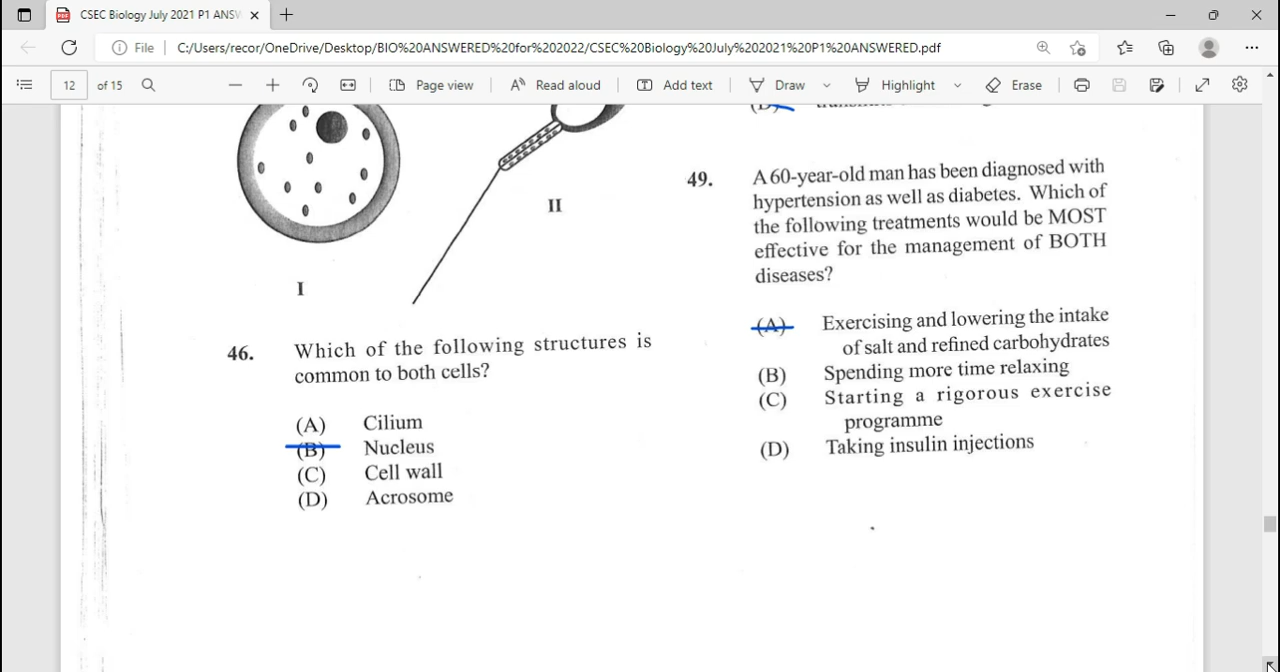 CSEC Biology July 2021 P1 ANSW
File
C:/Users/recor/OneDrive/Desktop/BIO%20ANSWERED%20for%202022/CSEC%20Biology%20July%202021%20P1%20ANSWERED.pdf
12 of 15
Page view
Read aloud
Add text
Draw
Highlight
Erase
I
II
46. Which of the following structures is
common to both cells?
(A) Cilium
(B) Nucleus
(C) Cell wall
(D) Acrosome
(D)
49. A 60-year-old man has been diagnosed with
hypertension as well as diabetes. Which of
the following treatments would be MOST
effective for the management of BOTH
diseases?
(A) Exercising and lowering the intake
of salt and refined carbohydrates
(B) Spending more time relaxing
(C) Starting a rigorous exercise
programme
(D) Taking insulin injections